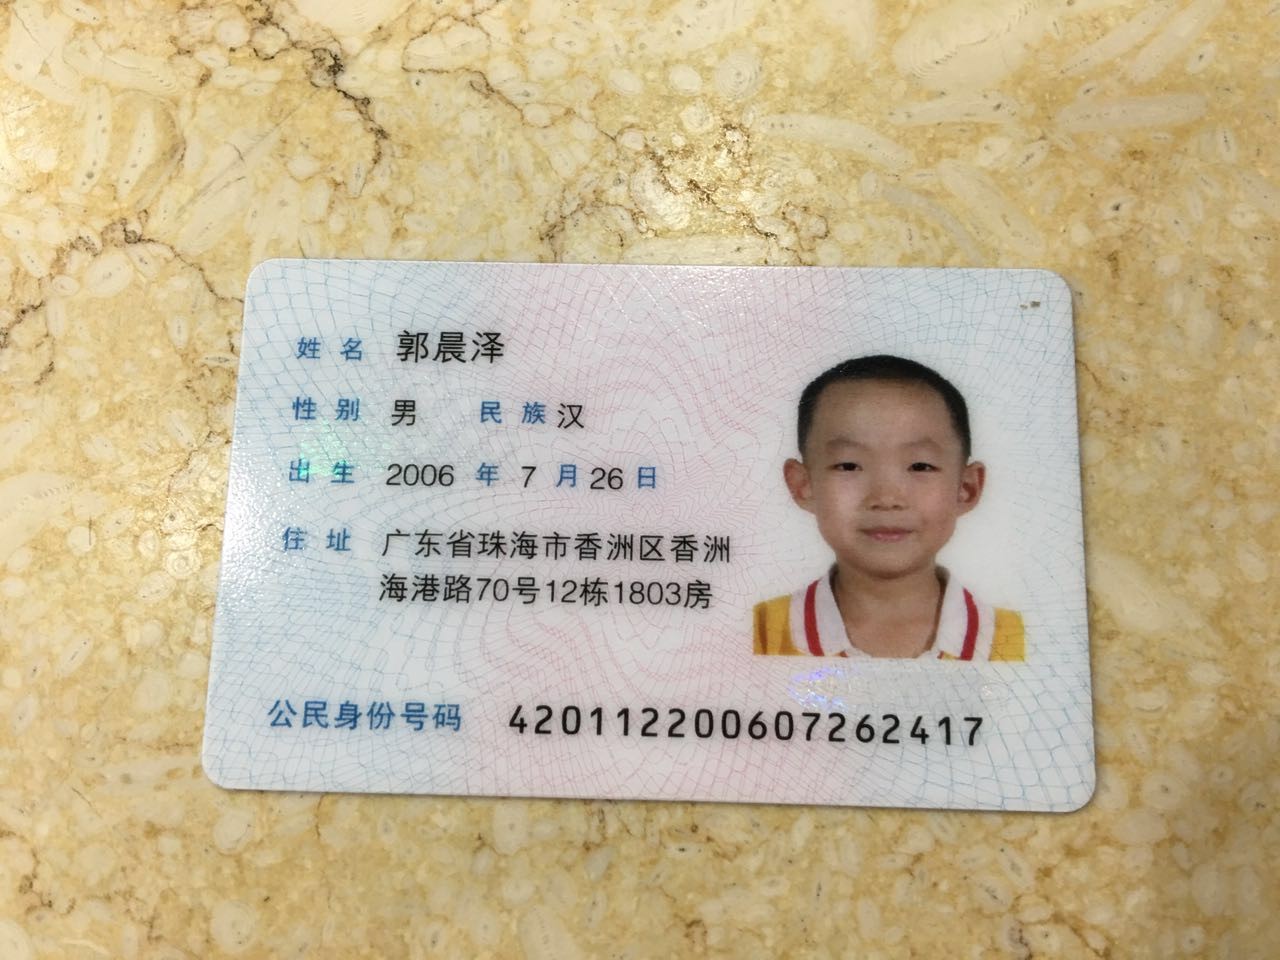 姓名 郭晨泽
性别 男 民族 汉
出生 2006 年 7 月 26 日
住址 广东省珠海市香洲区香洲
海港路70号12栋1803房
公民身份号码 420112200607262417